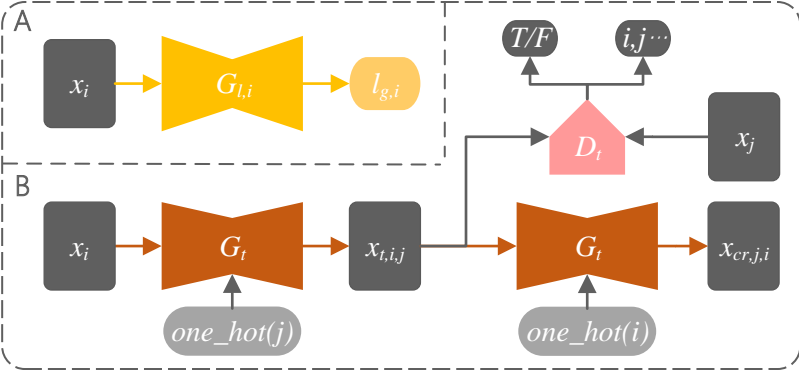 A
x_i
G_{l,i}
l_{g,i}
T/F
i,j···
D_t
x_j
B
x_i
G_t
x_{t,i,j}
G_t
x_{cr,j,i}
one_hot(j)
one_hot(i)